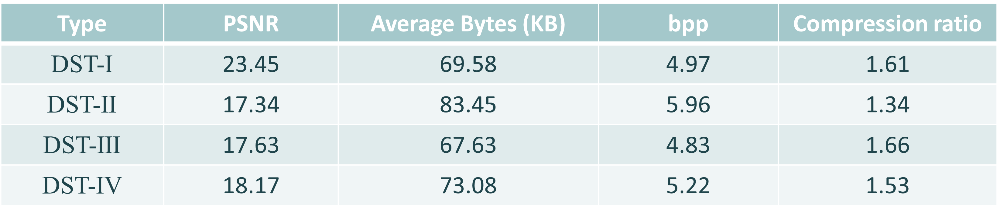 Type PSNR Average Bytes (KB) bpp Compression ratio
DST-I 23.45 69.58 4.97 1.61
DST-II 17.34 83.45 5.96 1.34
DST-III 17.63 67.63 4.83 1.66
DST-IV 18.17 73.08 5.22 1.53